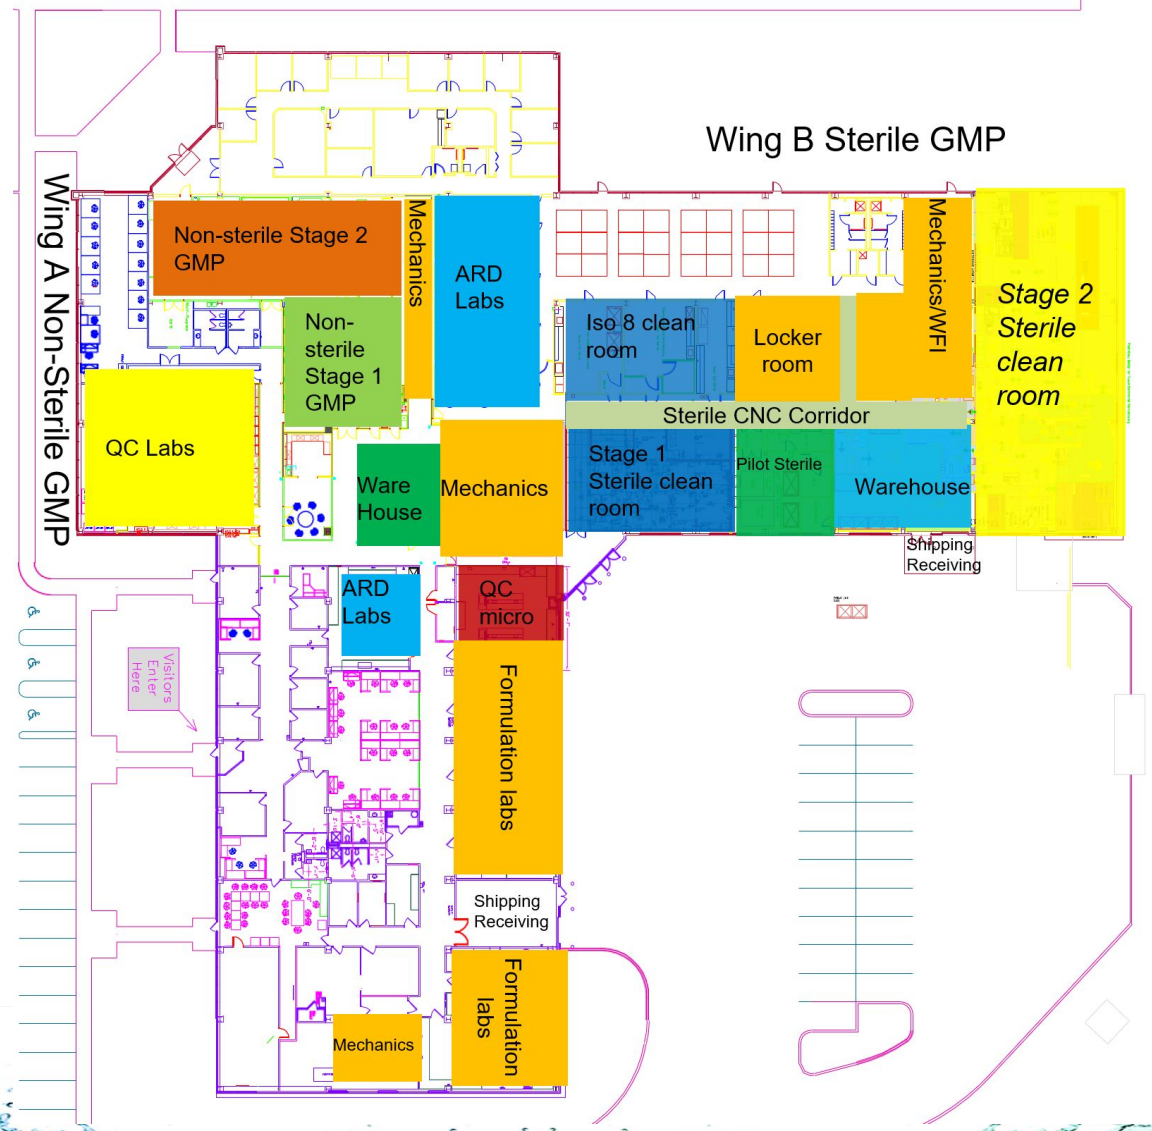 Wing B Sterile GMP
Wing A Non-Sterile GMP
Non-sterile Stage 2
GMP
Mechanics
ARD
Labs
Mechanics/WFI
Stage 2
Sterile
clean
room
Non-
sterile
Stage 1
GMP
Iso 8 clean
room
Locker
room
Sterile CNC Corridor
QC Labs
Ware
House
Mechanics
Stage 1
Sterile clean
room
Pilot Sterile
Warehouse
Shipping
Receiving
ARD
Labs
QC
micro
Visitors
Enter
Here
Formulation labs
Shipping
Receiving
Formulation
labs
Mechanics